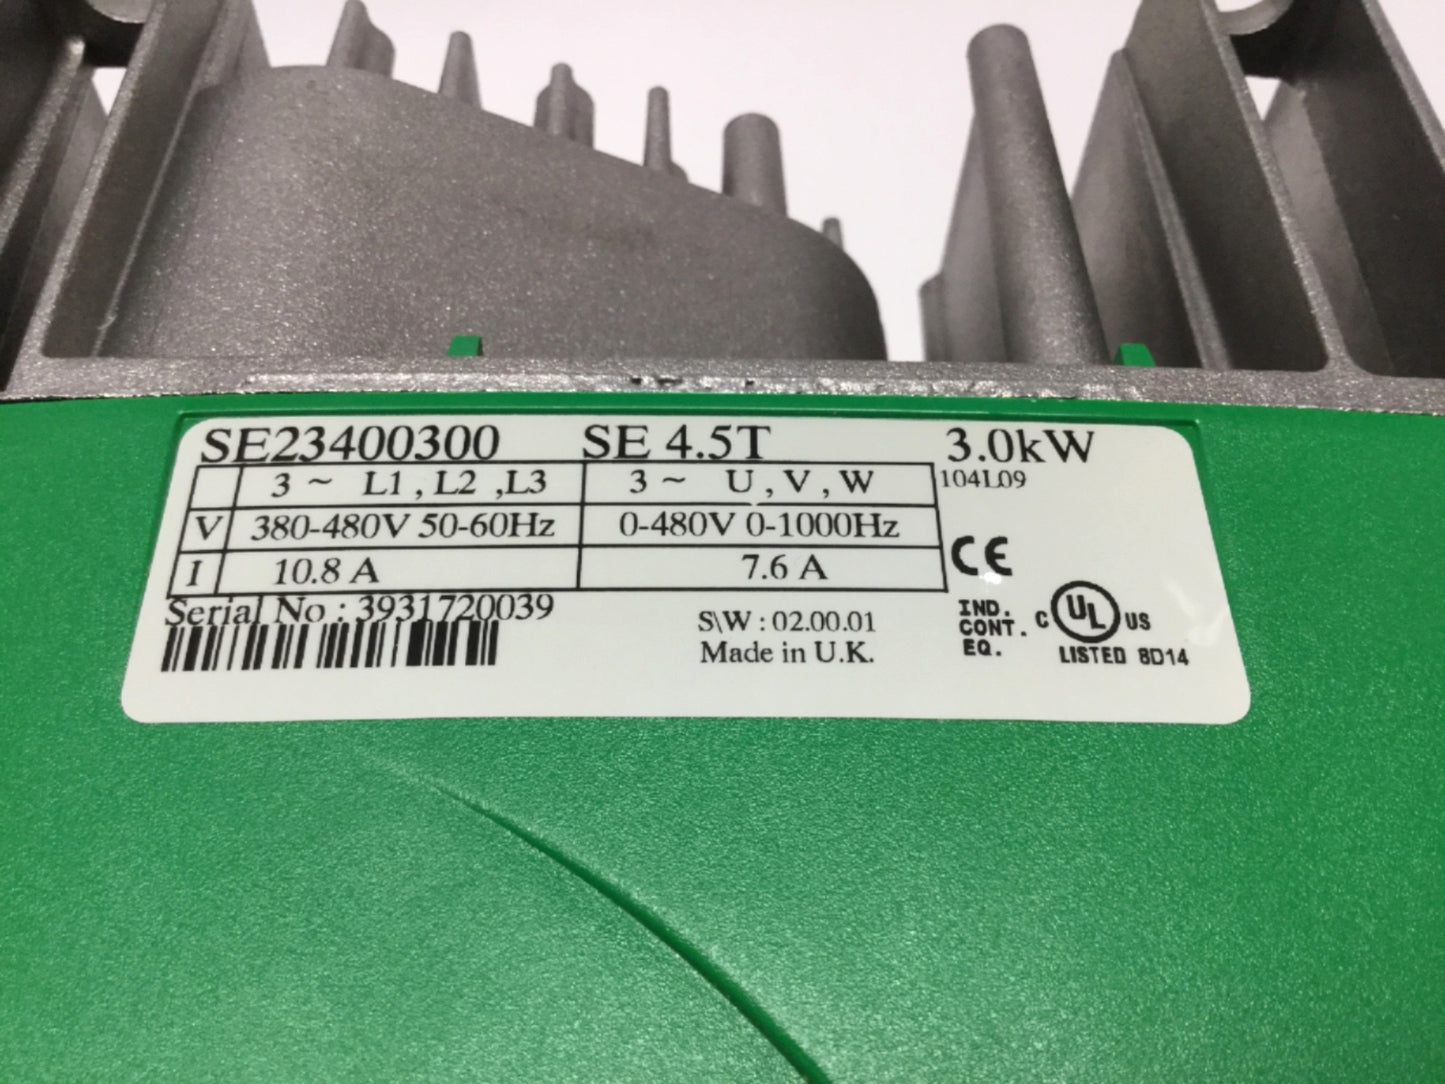 SE23400300 SE 4.5T 3.0kW
3 ~ L1 , L2 ,L3 3 ~ U , V , W 104L09
V 380-480V 50-60Hz 0-480V 0-1000Hz
I 10.8 A 7.6 A
CE
Serial No : 3931720039
S\W : 02.00.01
Made in U.K.
IND.
CONT.
EQ.
C UL US
LISTED 8D14